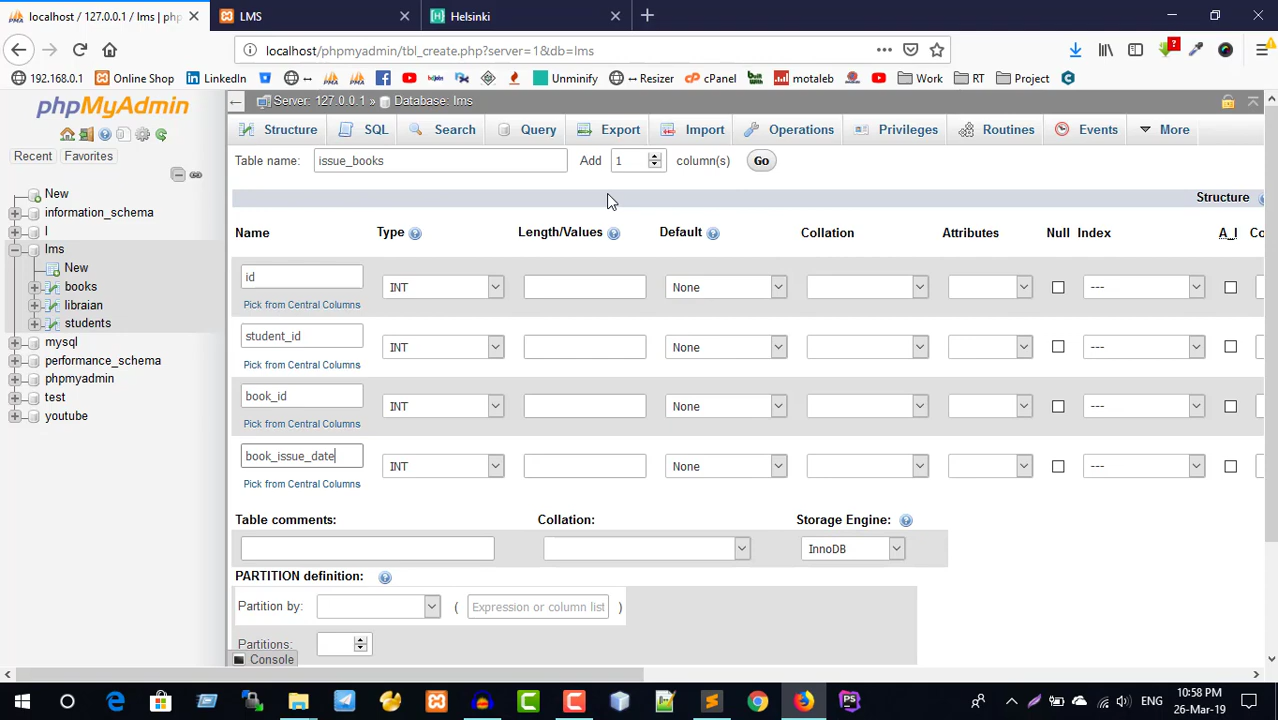 localhost / 127.0.0.1 / lms | php
LMS
Helsinki
localhost/phpmyadmin/tbl_create.php?server=1&db=lms
192.168.0.1
Online Shop
LinkedIn
Unminify
Resizer
cPanel
motaleb
Work
RT
Project
phpMyAdmin
Server: 127.0.0.1 » Database: lms
Recent
Favorites
Structure
SQL
Search
Query
Export
Import
Operations
Privileges
Routines
Events
More
Table name:
issue_books
Add
1
column(s)
Go
Structure
New
information_schema
l
lms
New
books
libraian
students
mysql
performance_schema
phpmyadmin
test
youtube
Name
Type
Length/Values
Default
Collation
Attributes
Null
Index
A_I
Co
id
INT
None
---
Pick from Central Columns
student_id
INT
None
---
Pick from Central Columns
book_id
INT
None
---
Pick from Central Columns
book_issue_date
INT
None
---
Pick from Central Columns
Table comments:
Collation:
Storage Engine:
InnoDB
PARTITION definition:
Partition by:
(
Expression or column list
)
Partitions:
Console
ENG
10:58 PM
26-Mar-19